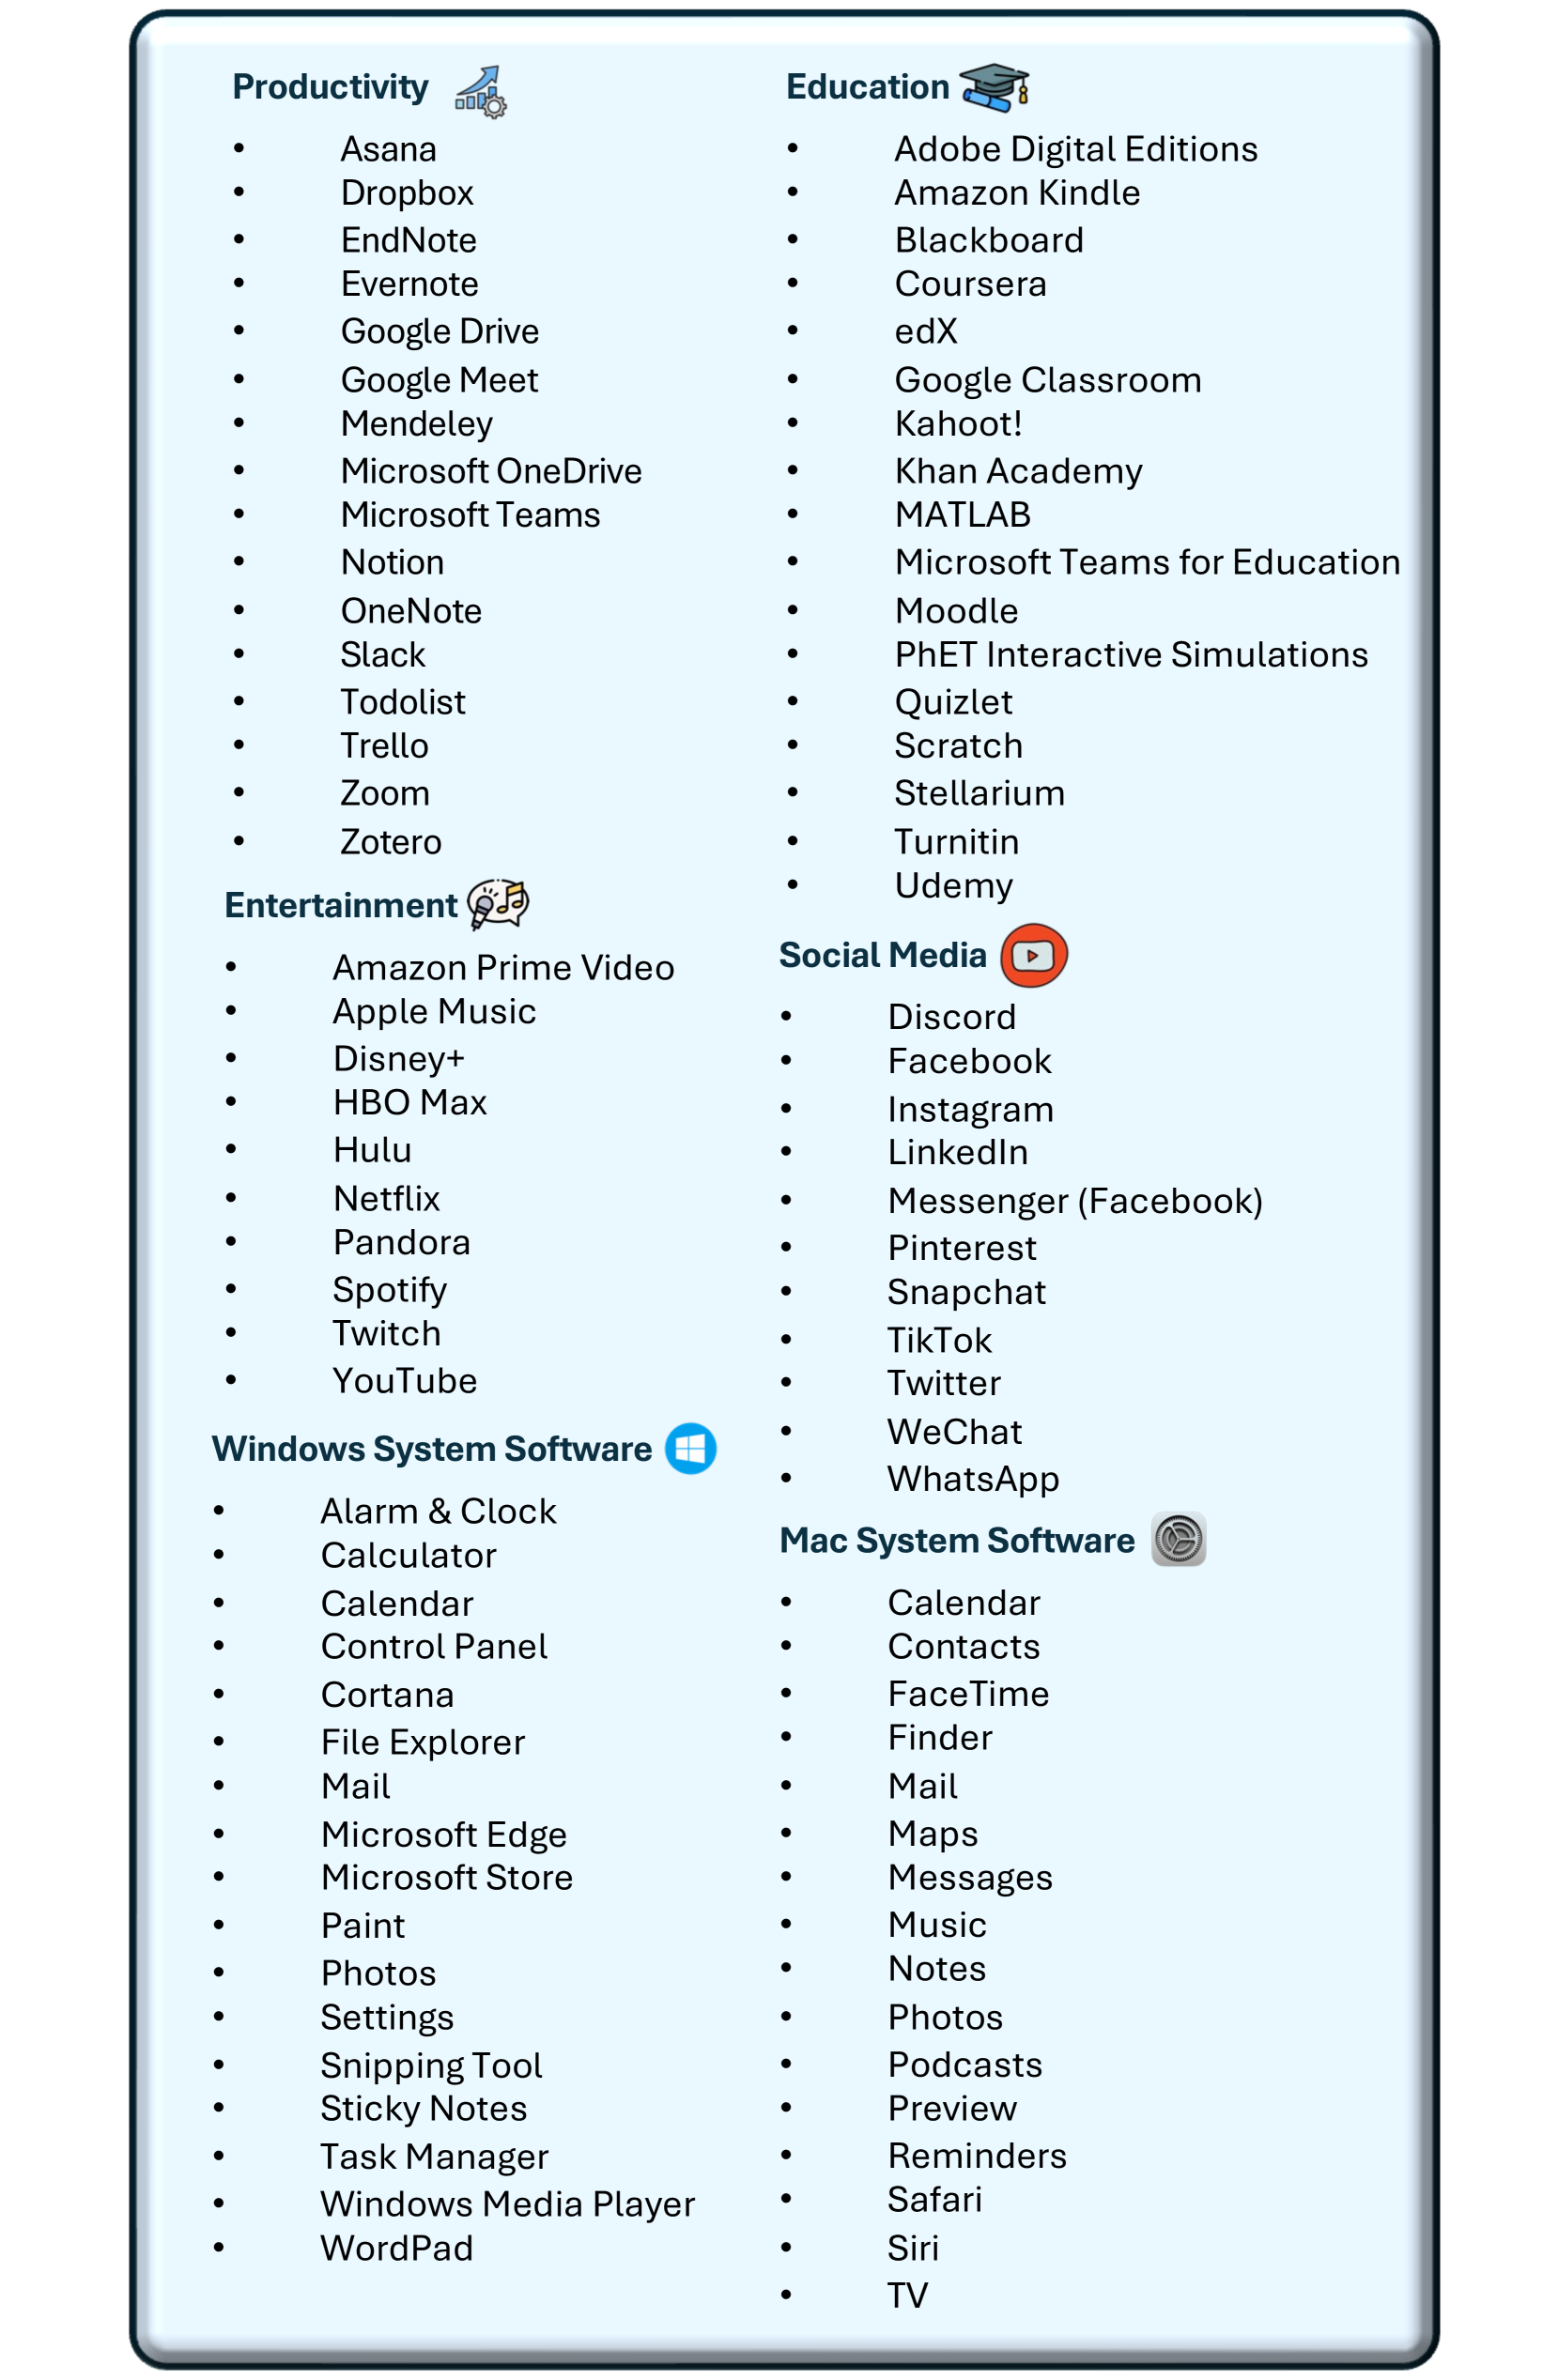 Productivity
• Asana
• Dropbox
• EndNote
• Evernote
• Google Drive
• Google Meet
• Mendeley
• Microsoft OneDrive
• Microsoft Teams
• Notion
• OneNote
• Slack
• Todolist
• Trello
• Zoom
• Zotero
Entertainment
• Amazon Prime Video
• Apple Music
• Disney+
• HBO Max
• Hulu
• Netflix
• Pandora
• Spotify
• Twitch
• YouTube
Windows System Software
• Alarm & Clock
• Calculator
• Calendar
• Control Panel
• Cortana
• File Explorer
• Mail
• Microsoft Edge
• Microsoft Store
• Paint
• Photos
• Settings
• Snipping Tool
• Sticky Notes
• Task Manager
• Windows Media Player
• WordPad
Education
• Adobe Digital Editions
• Amazon Kindle
• Blackboard
• Coursera
• edX
• Google Classroom
• Kahoot!
• Khan Academy
• MATLAB
• Microsoft Teams for Education
• Moodle
• PhET Interactive Simulations
• Quizlet
• Scratch
• Stellarium
• Turnitin
• Udemy
Social Media
• Discord
• Facebook
• Instagram
• LinkedIn
• Messenger (Facebook)
• Pinterest
• Snapchat
• TikTok
• Twitter
• WeChat
• WhatsApp
Mac System Software
• Calendar
• Contacts
• FaceTime
• Finder
• Mail
• Maps
• Messages
• Music
• Notes
• Photos
• Podcasts
• Preview
• Reminders
• Safari
• Siri
• TV